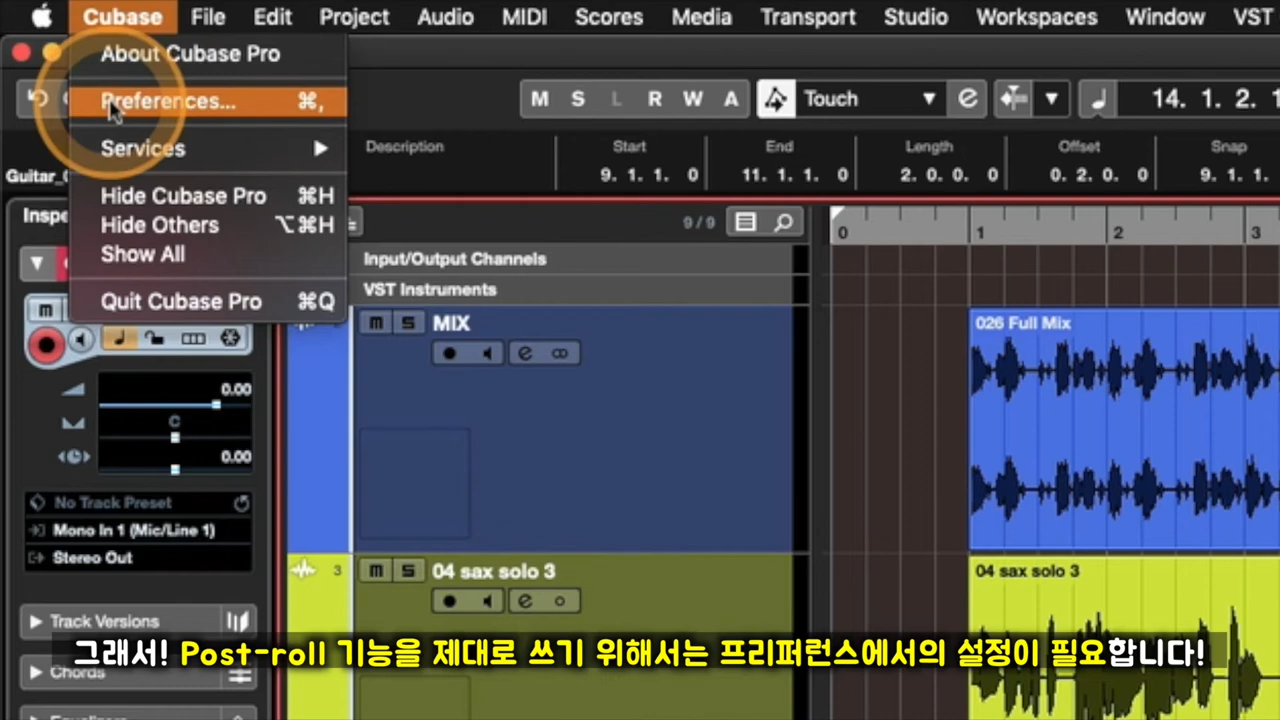 Cubase File Edit Project Audio MIDI Scores Media Transport Studio Workspaces Window VST
About Cubase Pro
Preferences... ⌘,
Services
Hide Cubase Pro ⌘H
Hide Others ⌥⌘H
Show All
Quit Cubase Pro ⌘Q
M S L R W A Touch e 14. 1. 2. 1
Description Start End Length Offset Snap
9. 1. 1. 0 11. 1. 1. 0 2. 0. 0. 0 0. 2. 0. 0 9. 1. 1.
9/9
0 1 2 3
Input/Output Channels
VST Instruments
m
0.00
C
0.00
No Track Preset
Mono In 1 (Mic/Line 1)
Stereo Out
Track Versions
Chords
m S MIX
e
026 Full Mix
3 m S 04 sax solo 3
e
04 sax solo 3
그래서! Post-roll 기능을 제대로 쓰기 위해서는 프리퍼런스에서의 설정이 필요합니다!